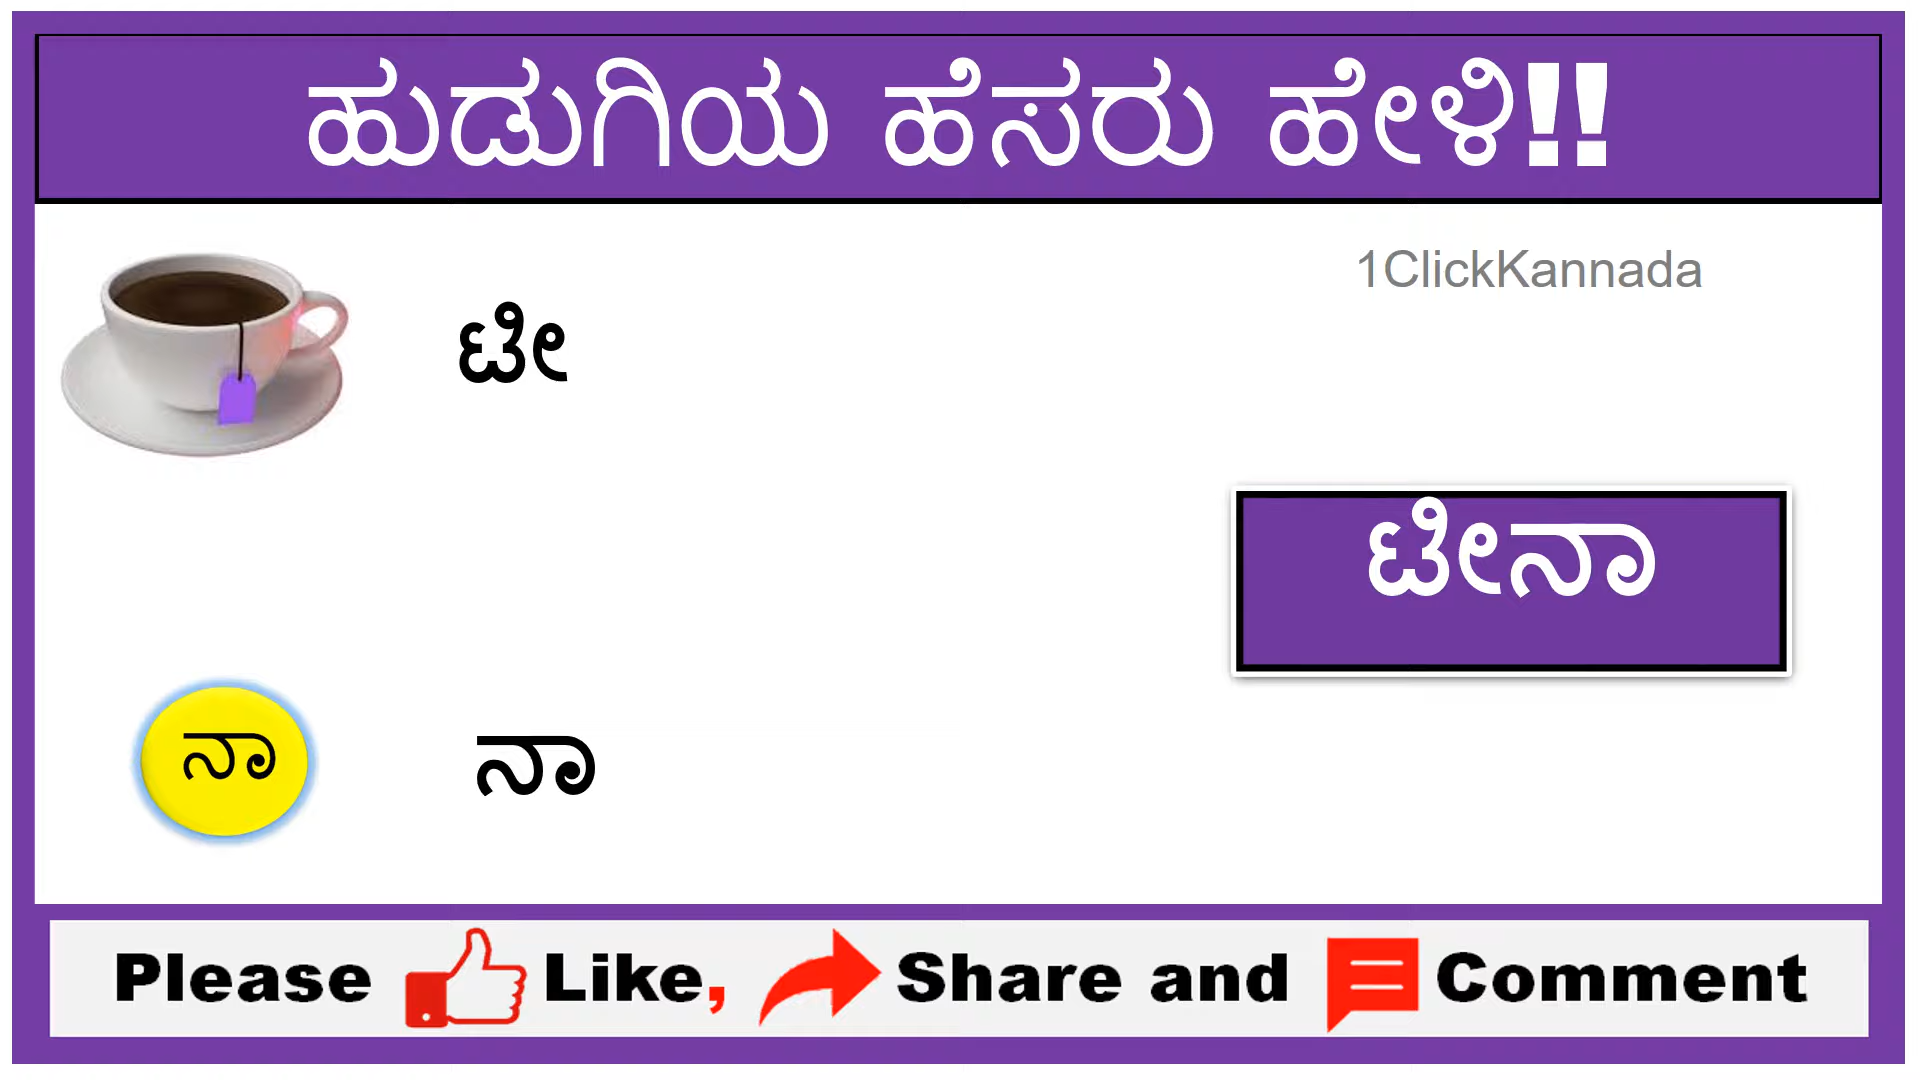 ಹುಡುಗಿಯ ಹೆಸರು ಹೇಳಿ!!
1ClickKannada
ಟೀ
ಟೀನಾ
ನಾ ನಾ
Please Like, Share and Comment